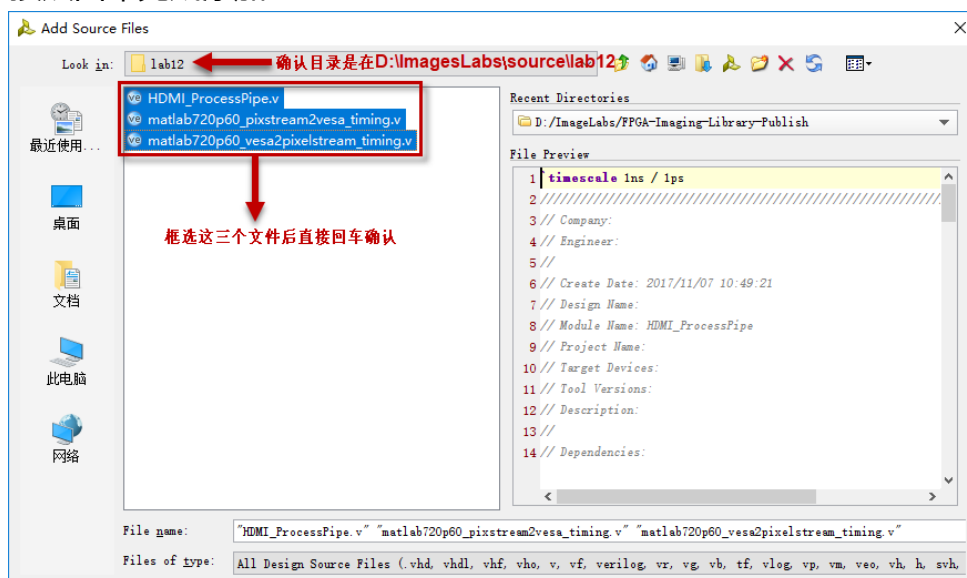 Add Source Files
Look in: lab12 确认目录是在D:\ImagesLabs\source\lab12
HDMI_ProcessPipe.v
matlab720p60_pixstream2vesa_timing.v
matlab720p60_vesa2pixelstream_timing.v
框选这三个文件后直接回车确认
最近使用...
桌面
文档
此电脑
网络
Recent Directories
D:/ImageLabs/FPGA-Imaging-Library-Publish
File Preview
1 `timescale 1ns / 1ps
2 //////////////////////////////////////////////////////////////////////////////////
3 // Company:
4 // Engineer:
5 //
6 // Create Date: 2017/11/07 10:49:21
7 // Design Name:
8 // Module Name: HDMI_ProcessPipe
9 // Project Name:
10 // Target Devices:
11 // Tool Versions:
12 // Description:
13 //
14 // Dependencies:
File name: "HDMI_ProcessPipe.v" "matlab720p60_pixstream2vesa_timing.v" "matlab720p60_vesa2pixelstream_timing.v"
Files of type: All Design Source Files (.vhd, vhdl, vhf, vho, v, vf, verilog, vr, vg, vb, tf, vlog, vp, vm, veo, vh, h, svh,